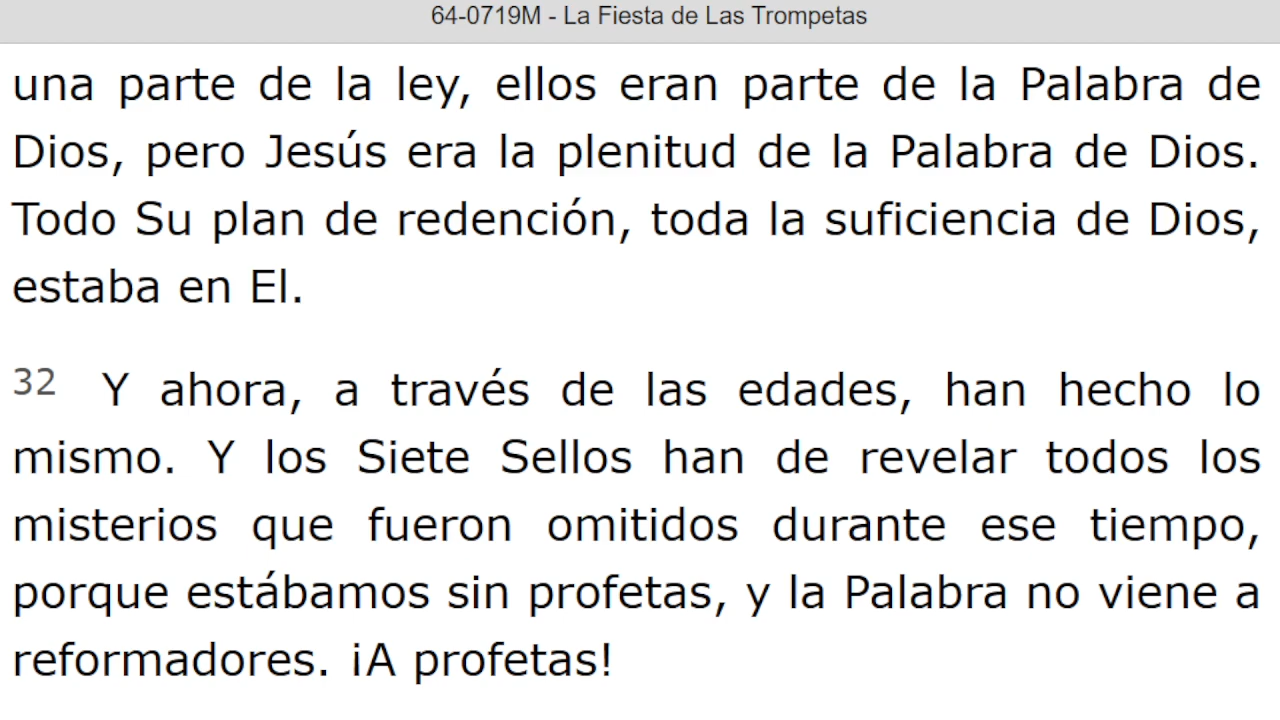 64-0719M - La Fiesta de Las Trompetas
una parte de la ley, ellos eran parte de la Palabra de
Dios, pero Jesús era la plenitud de la Palabra de Dios.
Todo Su plan de redención, toda la suficiencia de Dios,
estaba en El.
32 Y ahora, a través de las edades, han hecho lo
mismo. Y los Siete Sellos han de revelar todos los
misterios que fueron omitidos durante ese tiempo,
porque estábamos sin profetas, y la Palabra no viene a
reformadores. ¡A profetas!